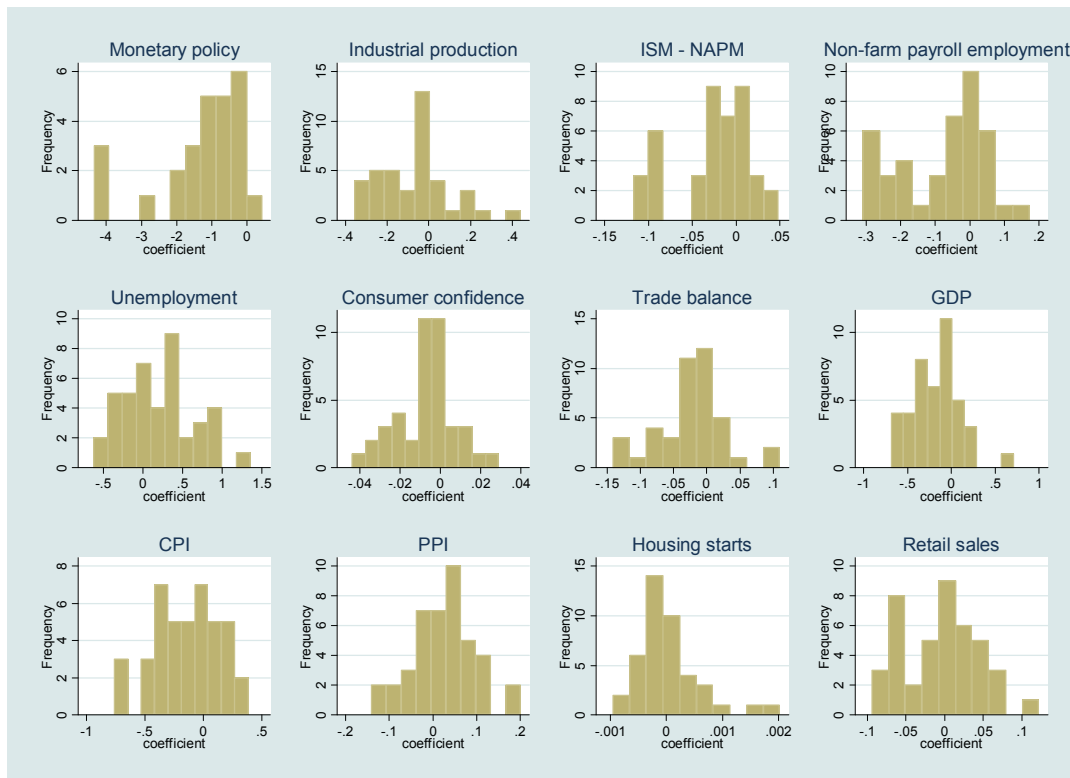 Monetary policy
Frequency
0 2 4 6
-4 -3 -2 -1 0
coefficient
Industrial production
Frequency
0 5 10 15
-.4 -.2 0 .2 .4
coefficient
ISM - NAPM
Frequency
0 2 4 6 8 10
-.15 -.1 -.05 0 .05
coefficient
Non-farm payroll employment
Frequency
0 2 4 6 8 10
-.3 -.2 -.1 0 .1 .2
coefficient
Unemployment
Frequency
0 2 4 6 8 10
-.5 0 .5 1 1.5
coefficient
Consumer confidence
Frequency
0 5 10
-.04 -.02 0 .02 .04
coefficient
Trade balance
Frequency
0 5 10 15
-.15 -.1 -.05 0 .05 .1
coefficient
GDP
Frequency
0 5 10
-1 -.5 0 .5 1
coefficient
CPI
Frequency
0 2 4 6 8
-1 -.5 0 .5
coefficient
PPI
Frequency
0 2 4 6 8 10
-.2 -.1 0 .1 .2
coefficient
Housing starts
Frequency
0 5 10 15
-.001 0 .001 .002
coefficient
Retail sales
Frequency
0 2 4 6 8 10
-.1 -.05 0 .05 .1
coefficient